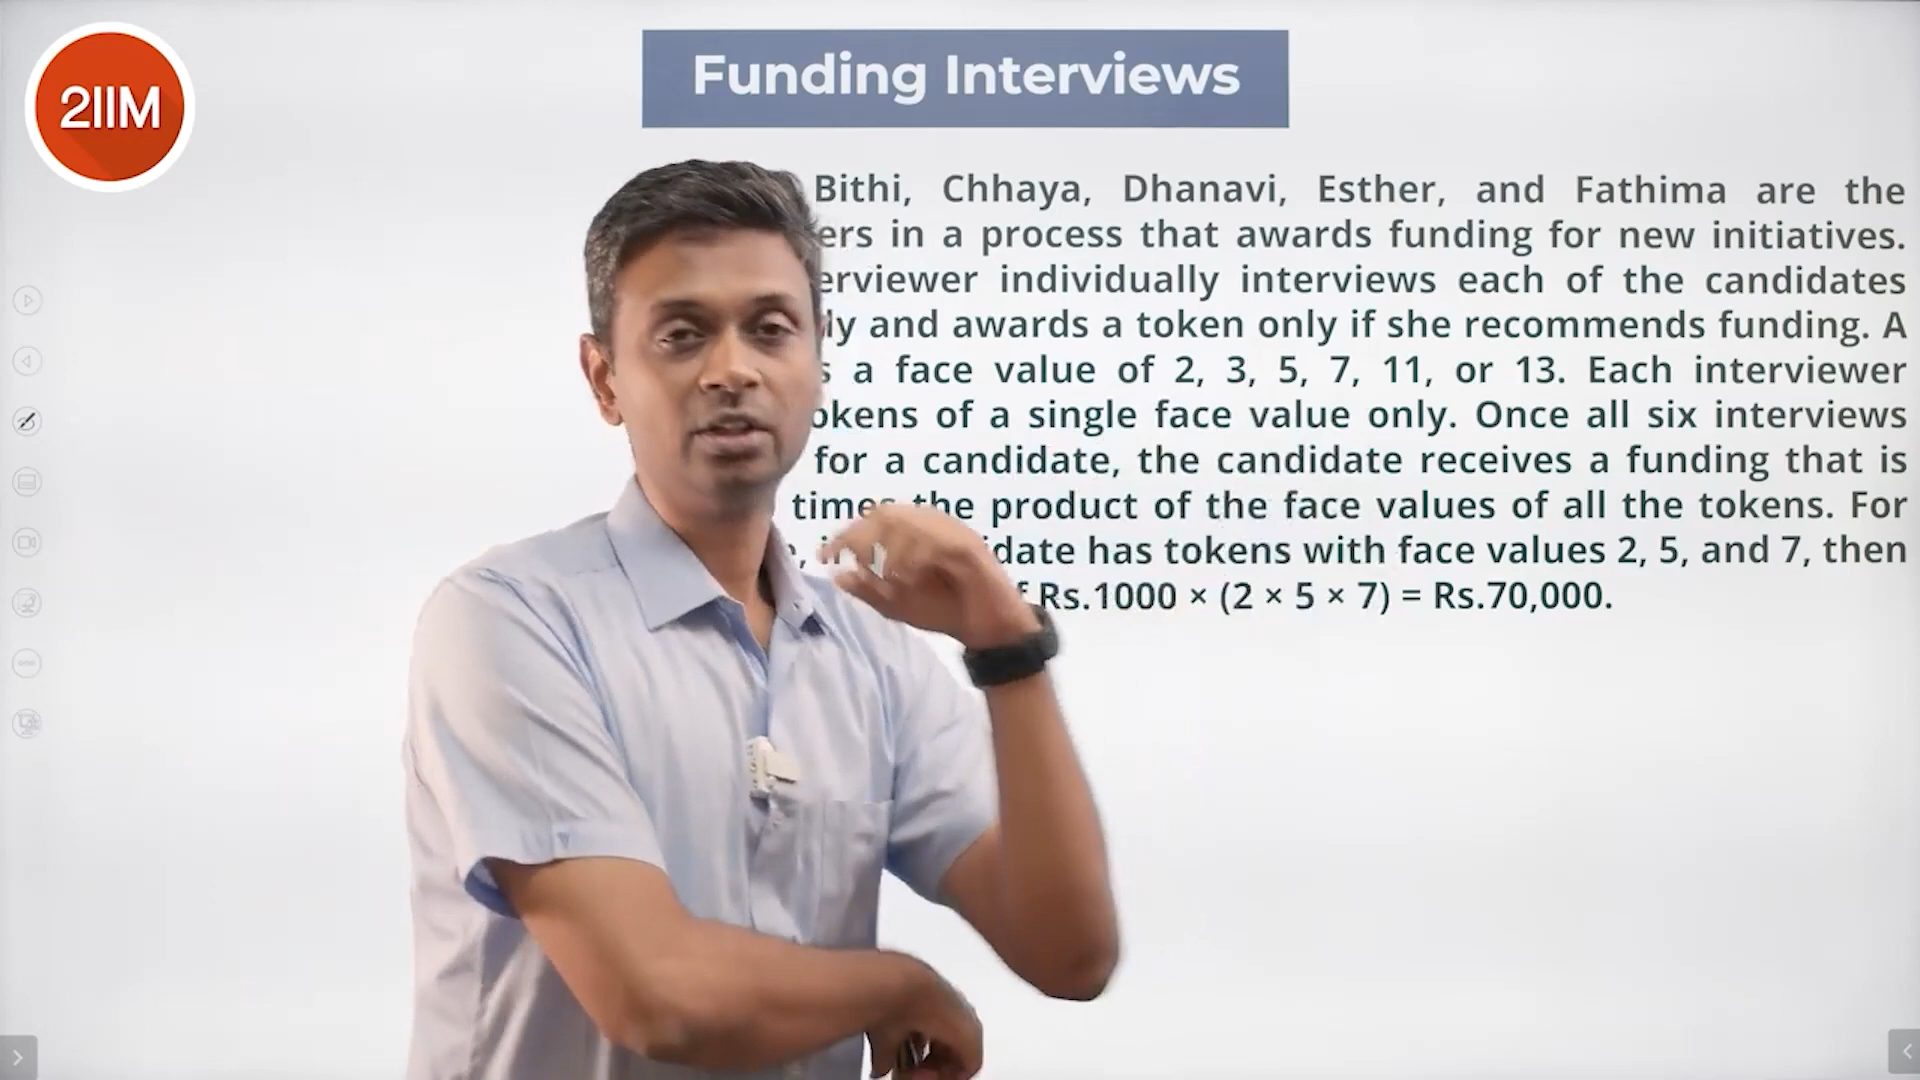 2IIM
Funding Interviews
Bithi, Chhaya, Dhanavi, Esther, and Fathima are the
in a process that awards funding for new initiatives.
individually interviews each of the candidates
and awards a token only if she recommends funding. A
a face value of 2, 3, 5, 7, 11, or 13. Each interviewer
of a single face value only. Once all six interviews
for a candidate, the candidate receives a funding that is
times the product of the face values of all the tokens. For
has tokens with face values 2, 5, and 7, then
Rs.1000 × (2 × 5 × 7) = Rs.70,000.